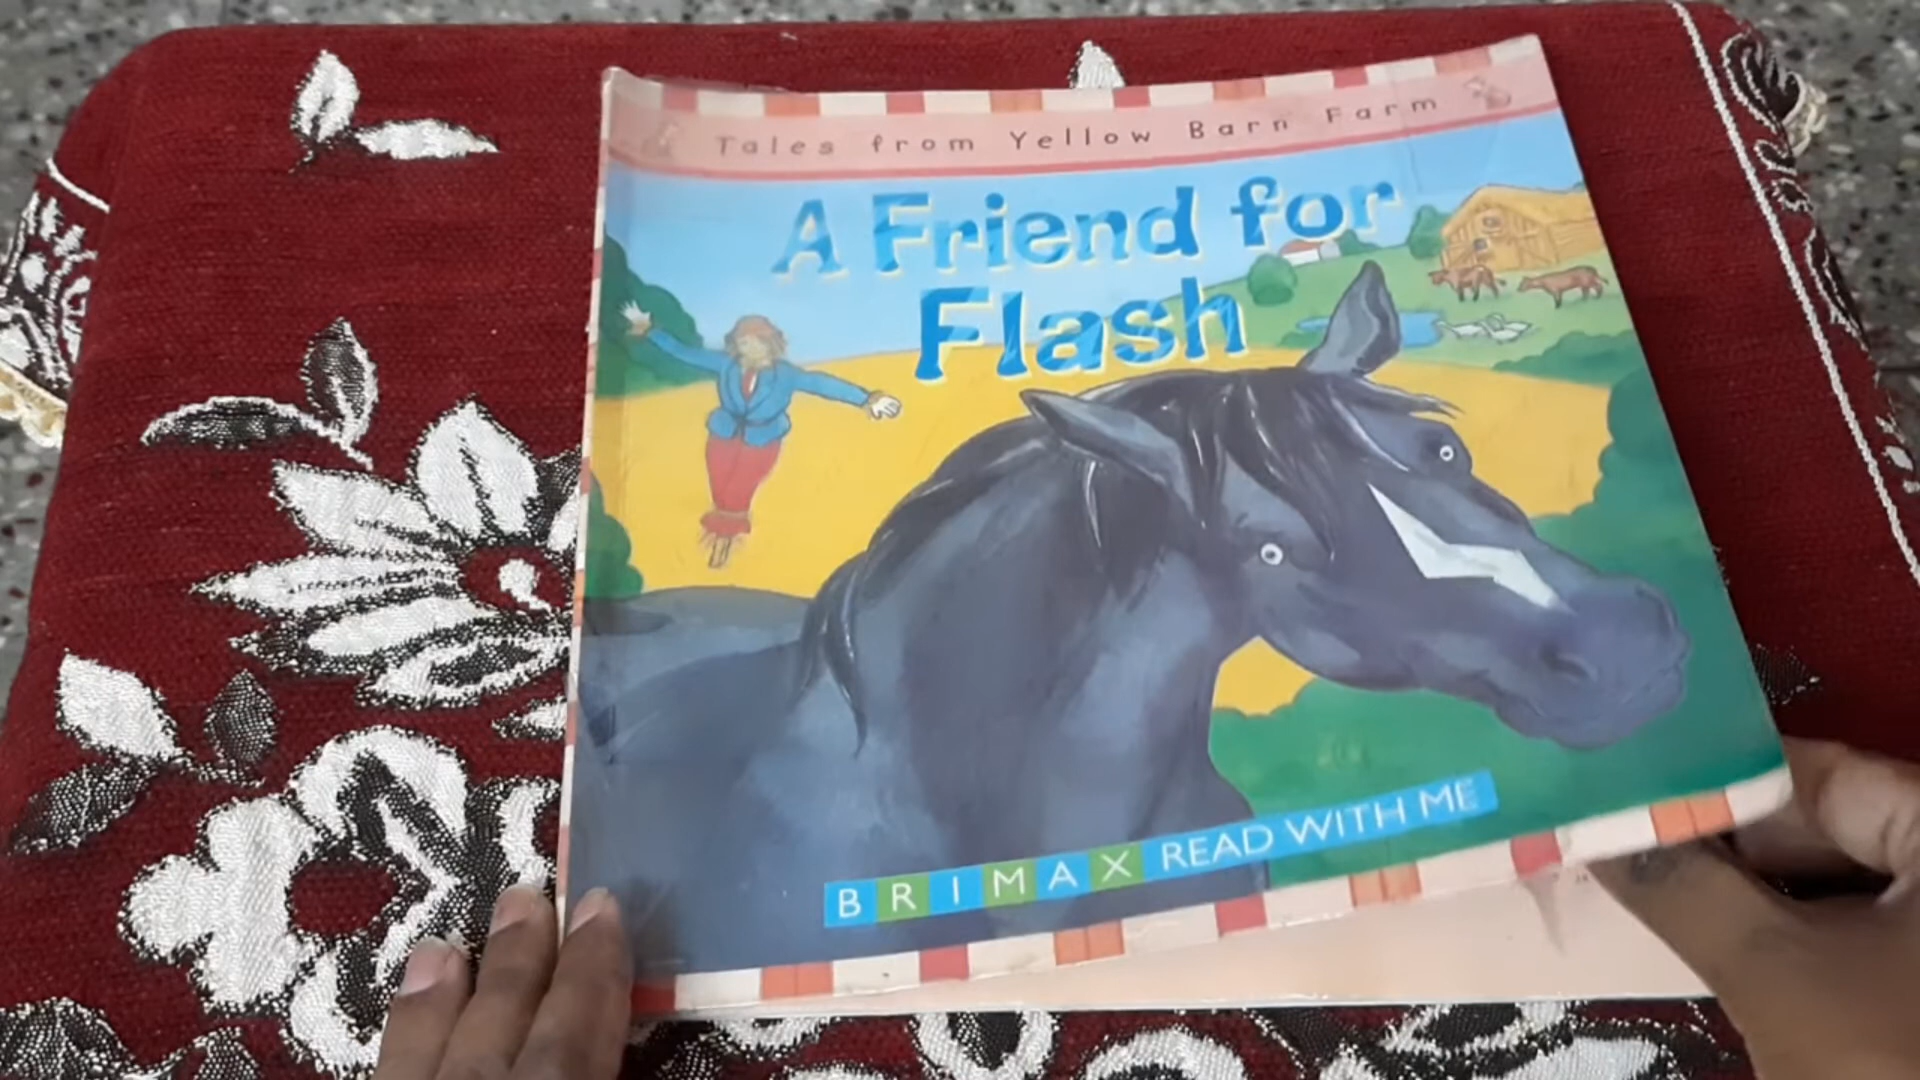 Tales from Yellow Barn Farm
A Friend for
Flash
BRIMAX READ WITH ME